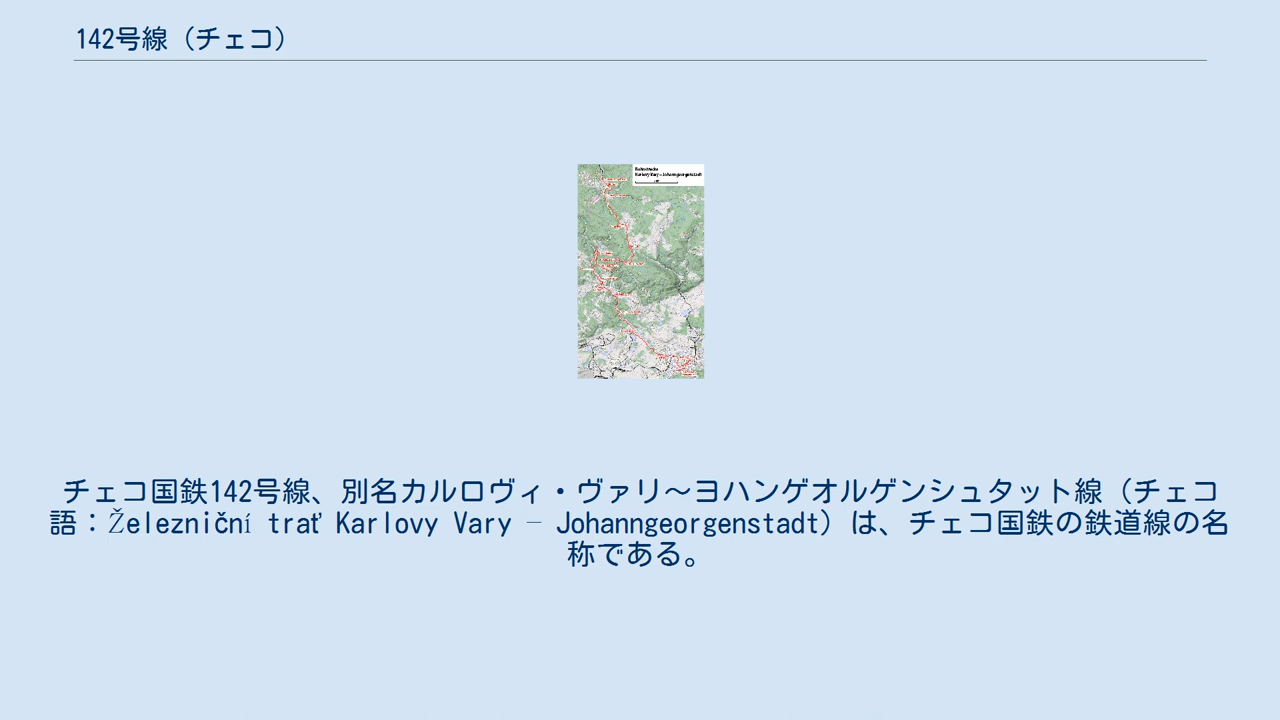 142号線（チェコ）
Karlovy Vary – Johanngeorgenstadt
チェコ国鉄142号線、別名カルロヴィ・ヴァリ～ヨハンゲオルゲンシュタット線（チェコ
語：Železniční trať Karlovy Vary – Johanngeorgenstadt）は、チェコ国鉄の鉄道線の名
称である。